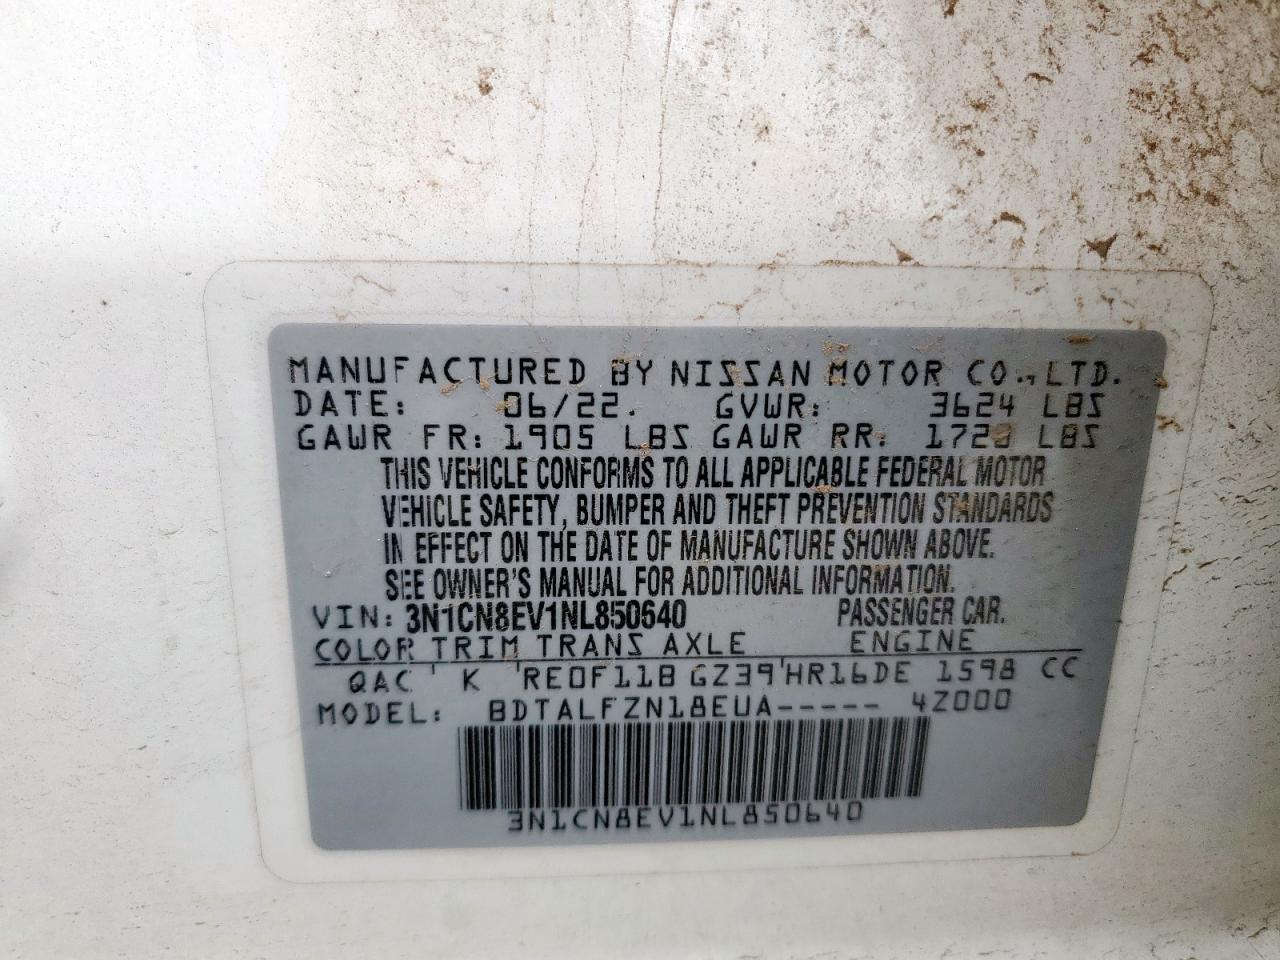 MANUFACTURED BY NISSAN MOTOR CO., LTD.
DATE: 06/22. GVWR: 3624 LBS
GAWR FR: 1905 LBS GAWR RR: LBS
THIS VEHICLE CONFORMS TO ALL APPLICABLE FEDERAL MOTOR
VEHICLE SAFETY, BUMPER AND THEFT PREVENTION STANDARDS
IN EFFECT ON THE DATE OF MANUFACTURE SHOWN ABOVE.
SEE OWNER'S MANUAL FOR ADDITIONAL INFORMATION.
VIN: 3N1CN8EV1NL850640 PASSENGER CAR.
COLOR TRIM TRANS AXLE ENGINE
QAC K RE0F11B GZ39 HR16DE 1598 CC
MODEL: BDTALFZN18EUA----- 4Z000
3N1CN8EV1NL850640